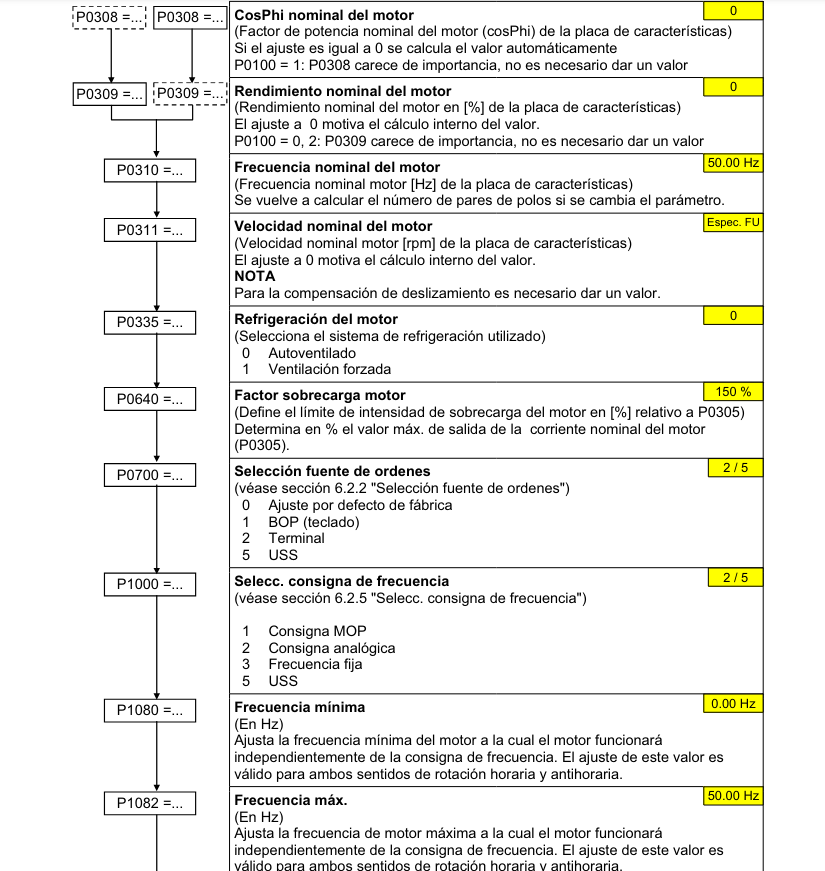 P0308 =... P0308 =...
CosPhi nominal del motor 0
(Factor de potencia nominal del motor (cosPhi) de la placa de características)
Si el ajuste es igual a 0 se calcula el valor automáticamente
P0100 = 1: P0308 carece de importancia, no es necesario dar un valor
P0309 =... P0309 =...
Rendimiento nominal del motor 0
(Rendimiento nominal del motor en [%] de la placa de características)
El ajuste a 0 motiva el cálculo interno del valor.
P0100 = 0, 2: P0309 carece de importancia, no es necesario dar un valor
P0310 =...
Frecuencia nominal del motor 50.00 Hz
(Frecuencia nominal motor [Hz] de la placa de características)
Se vuelve a calcular el número de pares de polos si se cambia el parámetro.
P0311 =...
Velocidad nominal del motor Espec. FU
(Velocidad nominal motor [rpm] de la placa de características)
El ajuste a 0 motiva el cálculo interno del valor.
NOTA
Para la compensación de deslizamiento es necesario dar un valor.
P0335 =...
Refrigeración del motor 0
(Selecciona el sistema de refrigeración utilizado)
0 Autoventilado
1 Ventilación forzada
P0640 =...
Factor sobrecarga motor 150 %
(Define el límite de intensidad de sobrecarga del motor en [%] relativo a P0305)
Determina en % el valor máx. de salida de la corriente nominal del motor
(P0305).
P0700 =...
Selección fuente de ordenes 2 / 5
(véase sección 6.2.2 "Selección fuente de ordenes")
0 Ajuste por defecto de fábrica
1 BOP (teclado)
2 Terminal
5 USS
P1000 =...
Selecc. consigna de frecuencia 2 / 5
(véase sección 6.2.5 "Selecc. consigna de frecuencia")
1 Consigna MOP
2 Consigna analógica
3 Frecuencia fija
5 USS
P1080 =...
Frecuencia mínima 0.00 Hz
(En Hz)
Ajusta la frecuencia mínima del motor a la cual el motor funcionará
independientemente de la consigna de frecuencia. El ajuste de este valor es
válido para ambos sentidos de rotación horaria y antihoraria.
P1082 =...
Frecuencia máx. 50.00 Hz
(En Hz)
Ajusta la frecuencia de motor máxima a la cual el motor funcionará
independientemente de la consigna de frecuencia. El ajuste de este valor es
válido para ambos sentidos de rotación horaria y antihoraria.